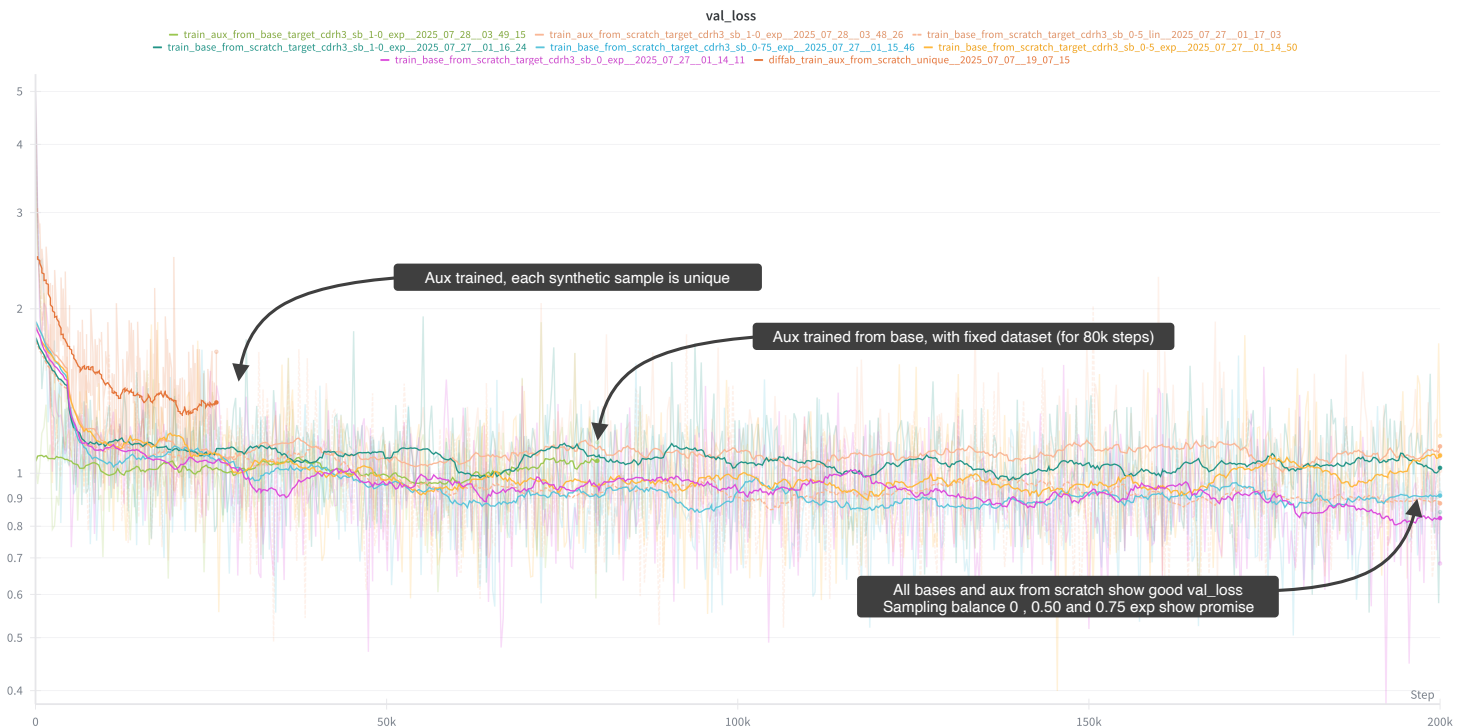 val_loss
train_aux_from_base_target_cdrh3_sb_1-0_exp__2025_07_28__03_49_15 train_aux_from_scratch_target_cdrh3_sb_1-0_exp__2025_07_28__03_48_26 train_base_from_scratch_target_cdrh3_sb_0-5_lin__2025_07_27__01_17_03
train_base_from_scratch_target_cdrh3_sb_1-0_exp__2025_07_27__01_16_24 train_base_from_scratch_target_cdrh3_sb_0-75_exp__2025_07_27__01_15_46 train_base_from_scratch_target_cdrh3_sb_0-5_exp__2025_07_27__01_14_50
train_base_from_scratch_target_cdrh3_sb_0_exp__2025_07_27__01_14_11 diffab_train_aux_from_scratch_unique__2025_07_07__19_07_15
5
4
3
Aux trained, each synthetic sample is unique
2
Aux trained from base, with fixed dataset (for 80k steps)
1
0.9
0.8
0.7
All bases and aux from scratch show good val_loss
0.6
Sampling balance 0 , 0.50 and 0.75 exp show promise
0.5
0.4
Step
0 50k 100k 150k 200k